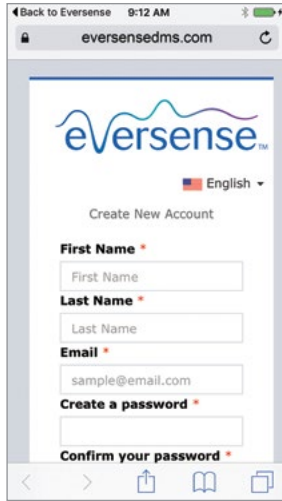 Back to Eversense 9:12 AM
eversensedms.com
eversense™
English
Create New Account
First Name *
First Name
Last Name *
Last Name
Email *
sample@email.com
Create a password *
Confirm your password *